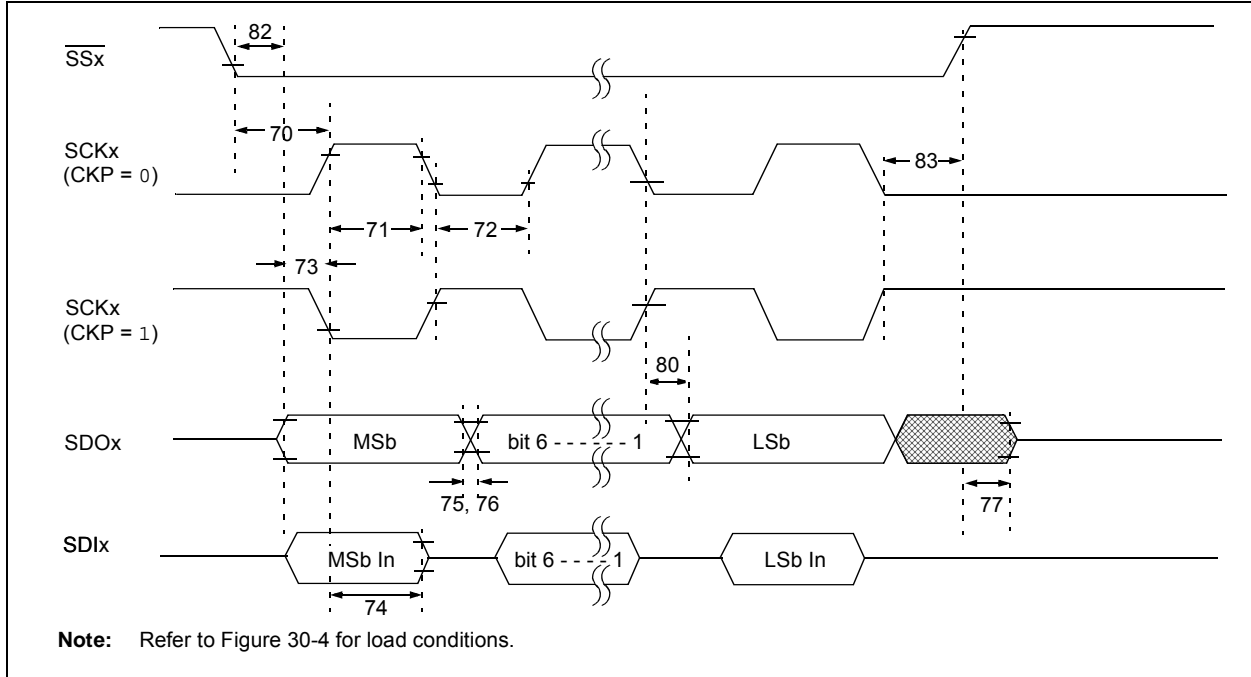 82
SSx
70
SCKx
(CKP = 0)
83
71
72
73
SCKx
(CKP = 1)
80
SDOx
MSb
bit 6 - - - - - - 1
LSb
75, 76
77
SDIx
MSb In
bit 6 - - - - 1
LSb In
74
Note: Refer to Figure 30-4 for load conditions.